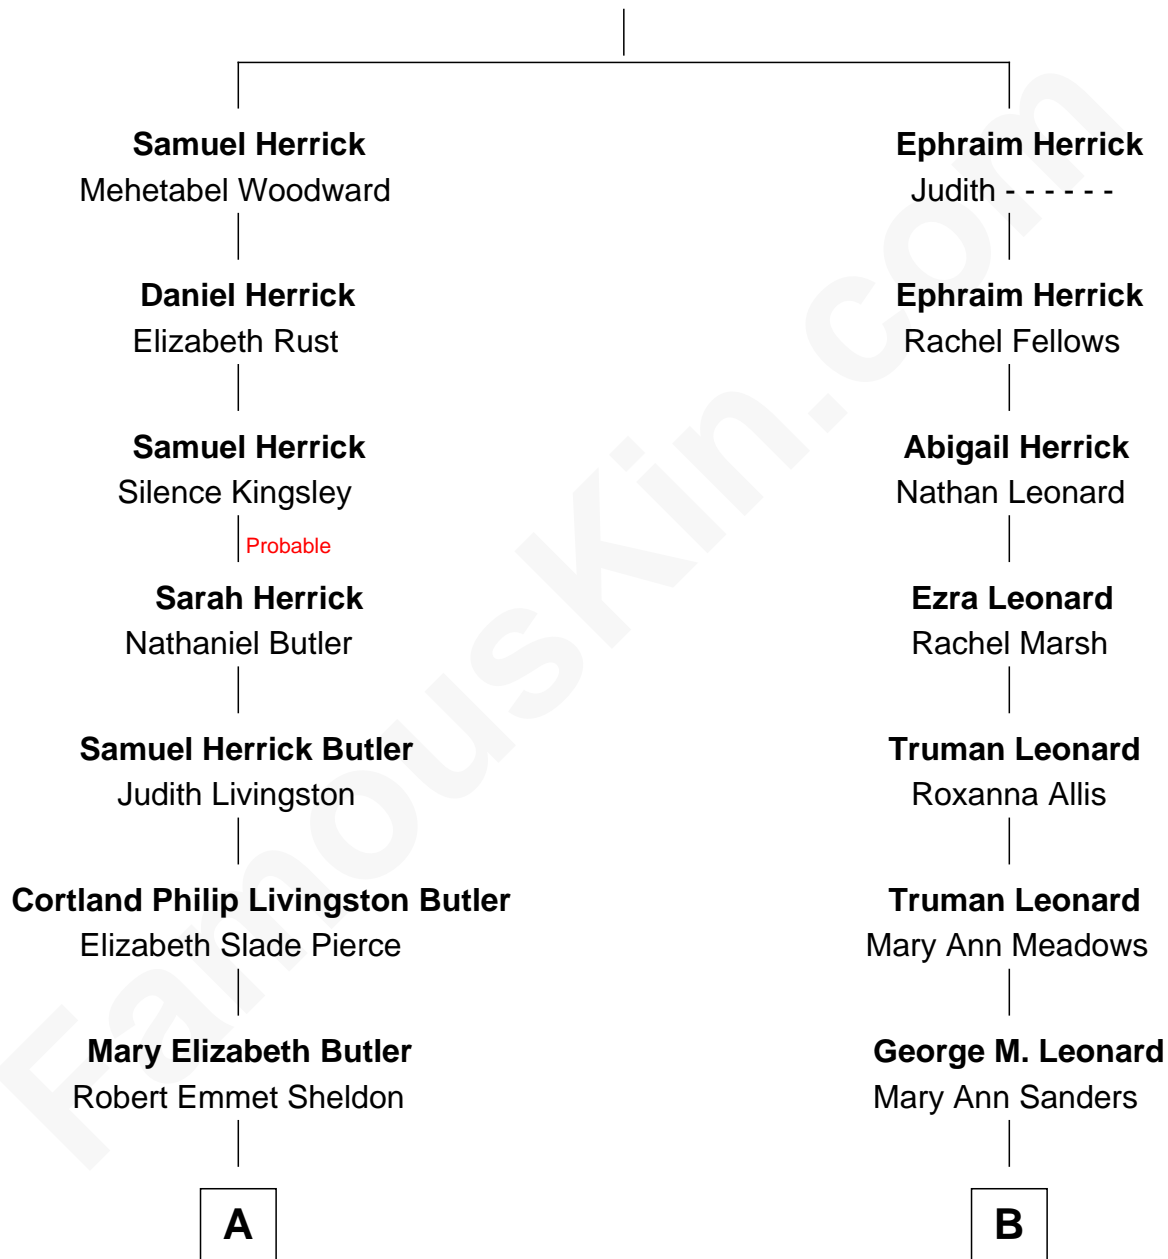 Samuel Herrick
Mehetabel Woodward
Daniel Herrick
Elizabeth Rust
Samuel Herrick
Silence Kingsley
Probable
Sarah Herrick
Nathaniel Butler
Samuel Herrick Butler
Judith Livingston
Cortland Philip Livingston Butler
Elizabeth Slade Pierce
Mary Elizabeth Butler
Robert Emmet Sheldon
A
Ephraim Herrick
Judith - - - - - -
Ephraim Herrick
Rachel Fellows
Abigail Herrick
Nathan Leonard
Ezra Leonard
Rachel Marsh
Truman Leonard
Roxanna Allis
Truman Leonard
Mary Ann Meadows
George M. Leonard
Mary Ann Sanders
B
FamousKin.com